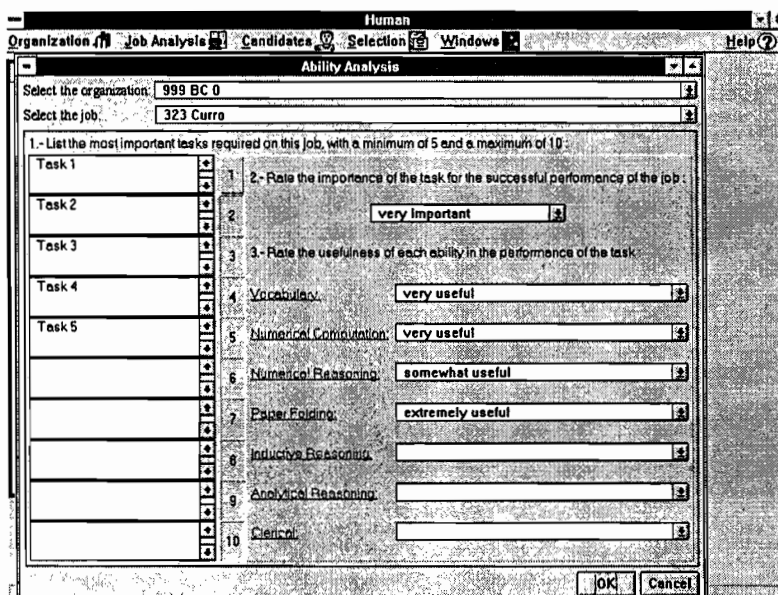 Human
Organization Job Analysis Candidates Selection Windows Help
Ability Analysis
Select the organization: 999 BC 0
Select the job: 323 Curro
1.- List the most important tasks required on this job, with a minimum of 5 and a maximum of 10 :
Task 1
1
2.- Rate the importance of the task for the successful performance of the job :
Task 2
2
very important
Task 3
3
3.- Rate the usefulness of each ability in the performance of the task
Task 4
4
Vocabulary: very useful
Task 5
5
Numerical Computation: very useful
6
Numerical Reasoning: somewhat useful
7
Paper Folding: extremely useful
8
Inductive Reasoning:
9
Analytical Reasoning:
10
Clerical:
OK Cancel